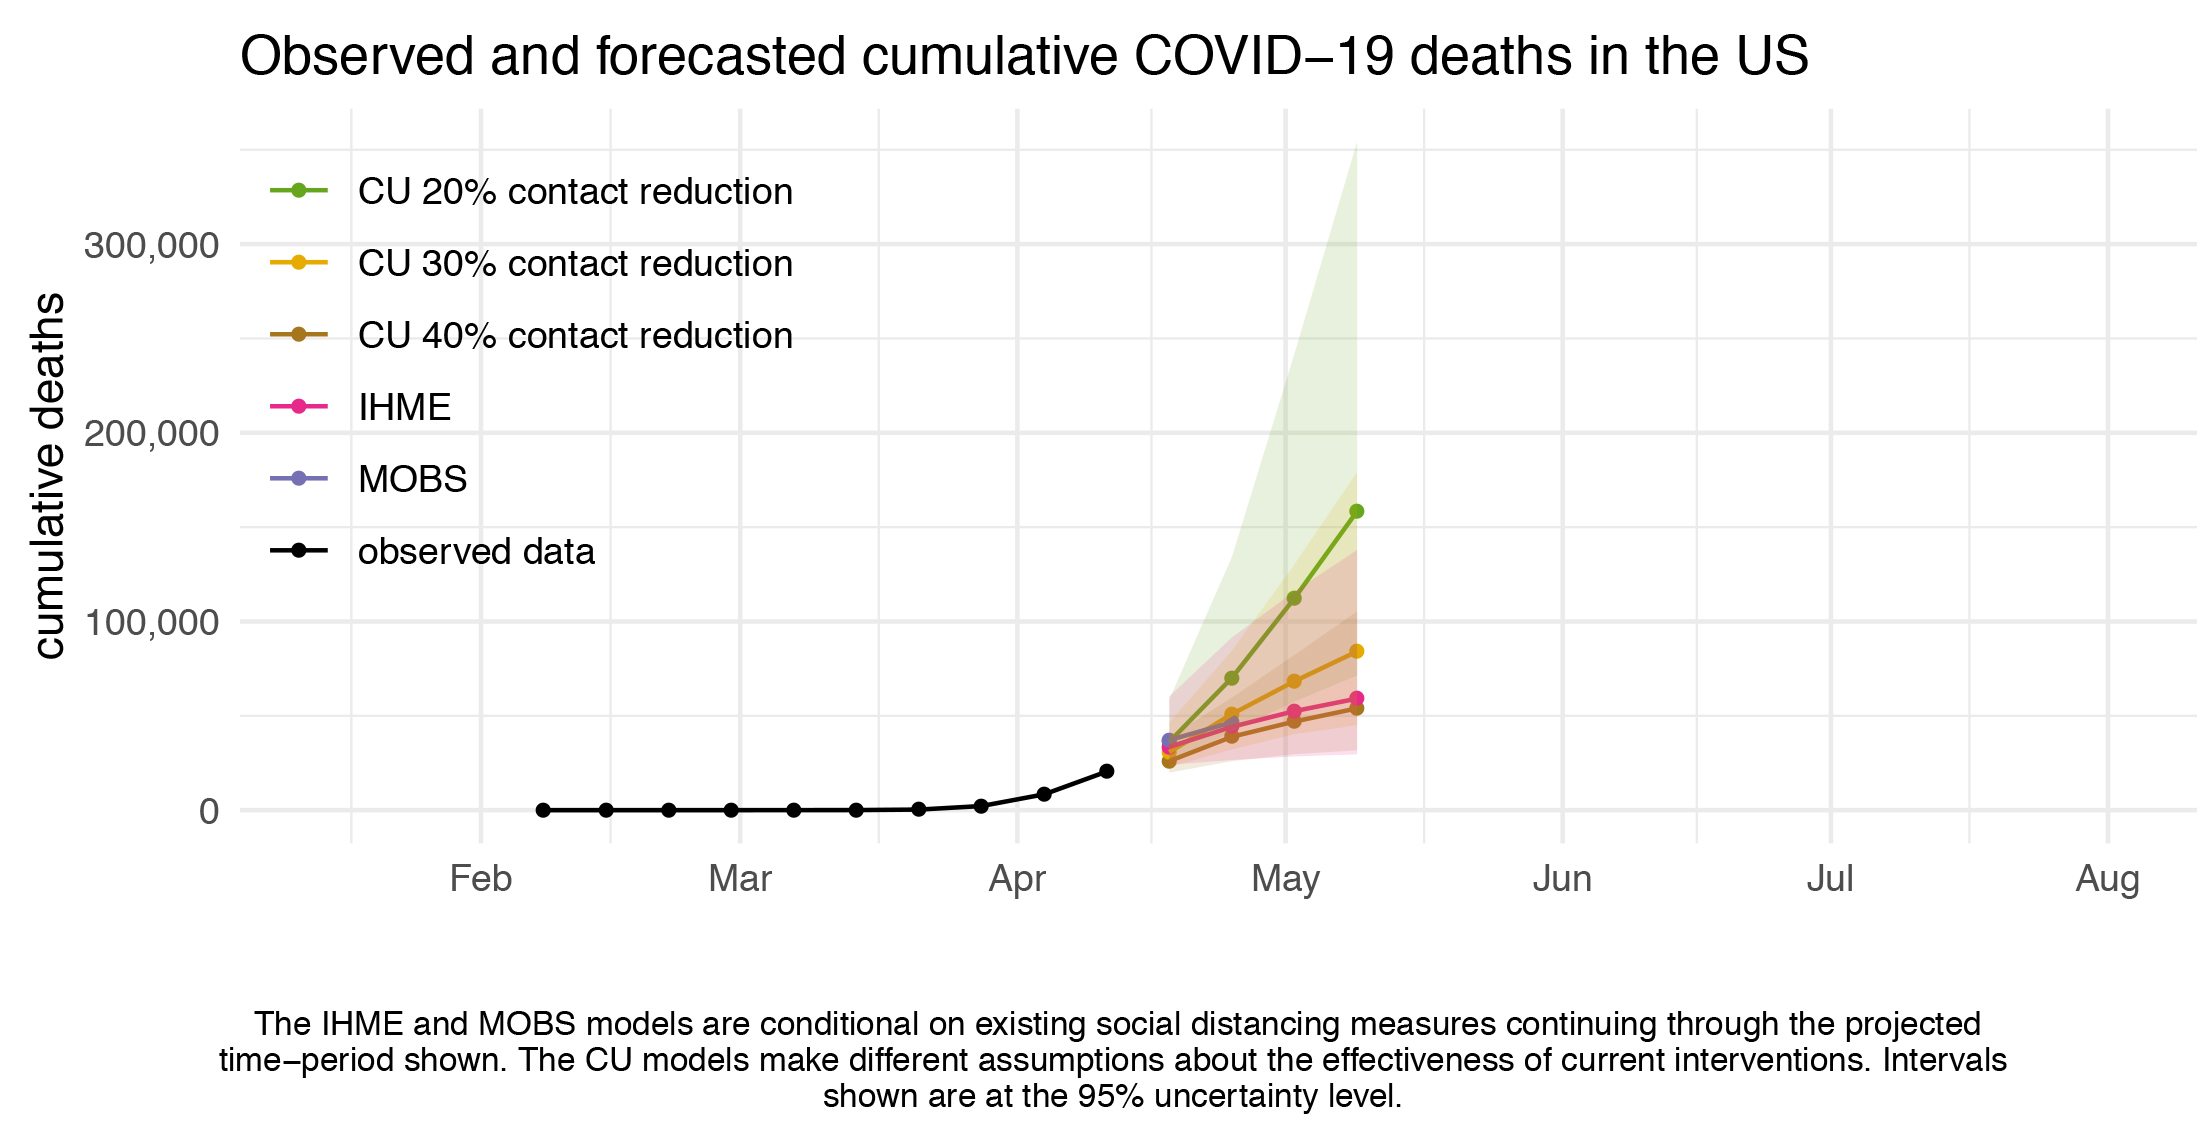 Observed and forecasted cumulative COVID−19 deaths in the US
cumulative deaths
300,000
200,000
100,000
0
CU 20% contact reduction
CU 30% contact reduction
CU 40% contact reduction
IHME
MOBS
observed data
Feb
Mar
Apr
May
Jun
Jul
Aug
The IHME and MOBS models are conditional on existing social distancing measures continuing through the projected
time−period shown. The CU models make different assumptions about the effectiveness of current interventions. Intervals
shown are at the 95% uncertainty level.